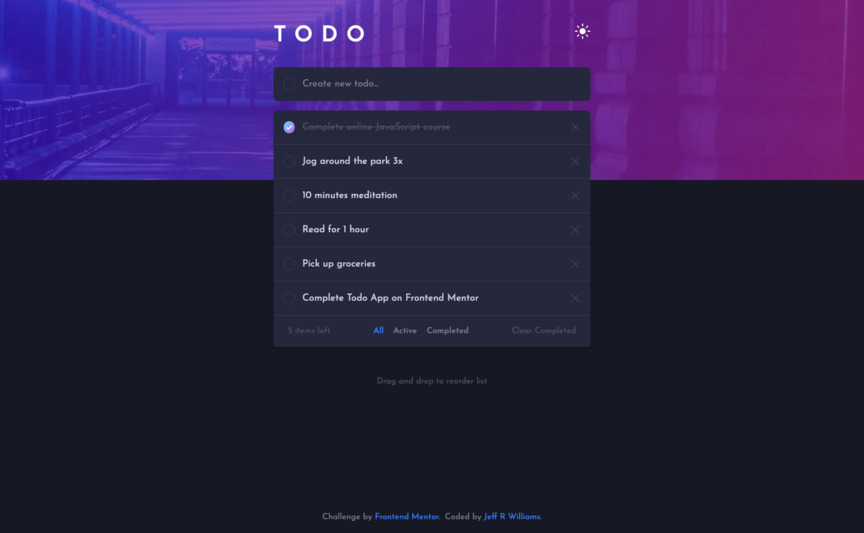 TODO
Create new todo...
Complete online JavaScript course
Jog around the park 3x
10 minutes meditation
Read for 1 hour
Pick up groceries
Complete Todo App on Frontend Mentor
5 items left All Active Completed Clear Completed
Drag and drop to reorder list
Challenge by Frontend Mentor. Coded by Jeff R Williams.